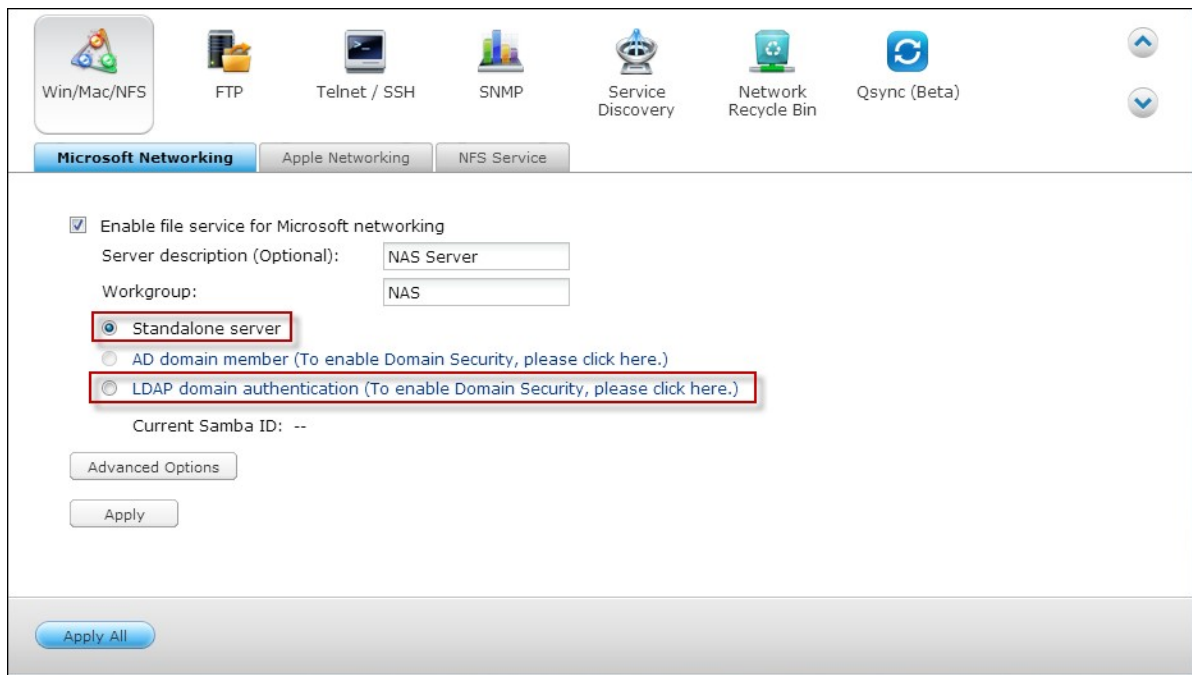 Win/Mac/NFS
FTP
Telnet / SSH
SNMP
Service
Discovery
Network
Recycle Bin
Qsync (Beta)
Microsoft Networking
Apple Networking
NFS Service
Enable file service for Microsoft networking
Server description (Optional): NAS Server
Workgroup: NAS
Standalone server
AD domain member (To enable Domain Security, please click here.)
LDAP domain authentication (To enable Domain Security, please click here.)
Current Samba ID: --
Advanced Options
Apply
Apply All